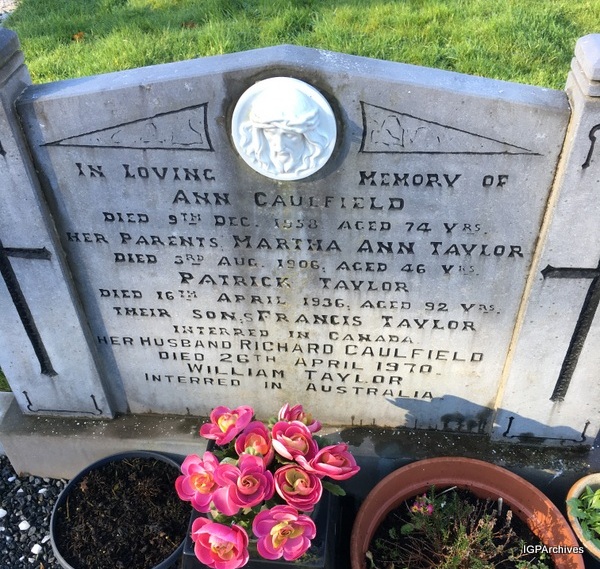 IN LOVING MEMORY OF
ANN CAULFIELD
DIED 9TH DEC. 1958 AGED 74 YRS.
HER PARENTS, MARTHA ANN TAYLOR
DIED 3RD AUG. 1906, AGED 46 YRS.
PATRICK TAYLOR
DIED 16TH APRIL 1936, AGED 92 YRS.
THEIR SONS, FRANCIS TAYLOR
INTERRED IN CANADA
HER HUSBAND RICHARD CAULFIELD
DIED 26TH APRIL 1970.
WILLIAM TAYLOR
INTERRED IN AUSTRALIA.
IGPArchives